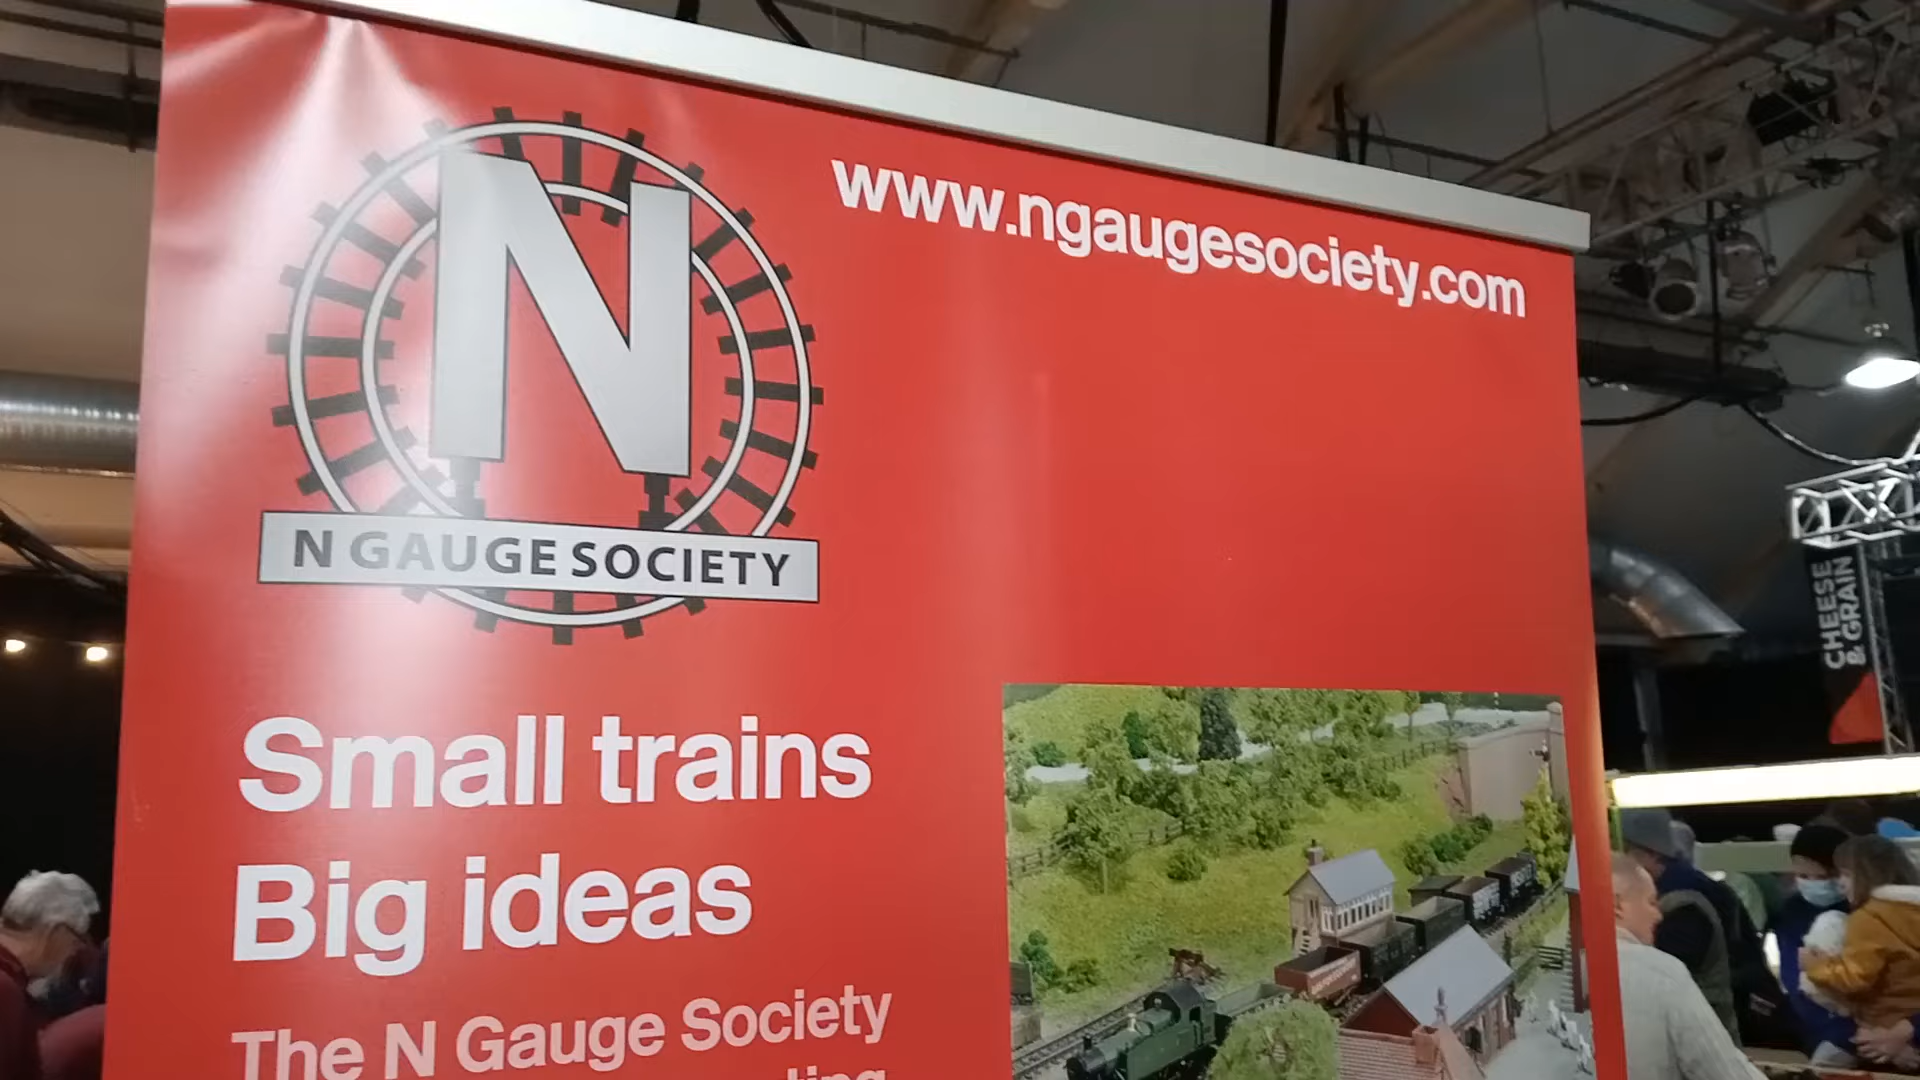 www.ngaugesociety.com
N
N GAUGE SOCIETY
Small trains
Big ideas
The N Gauge Society
CHEESE
& GRAIN